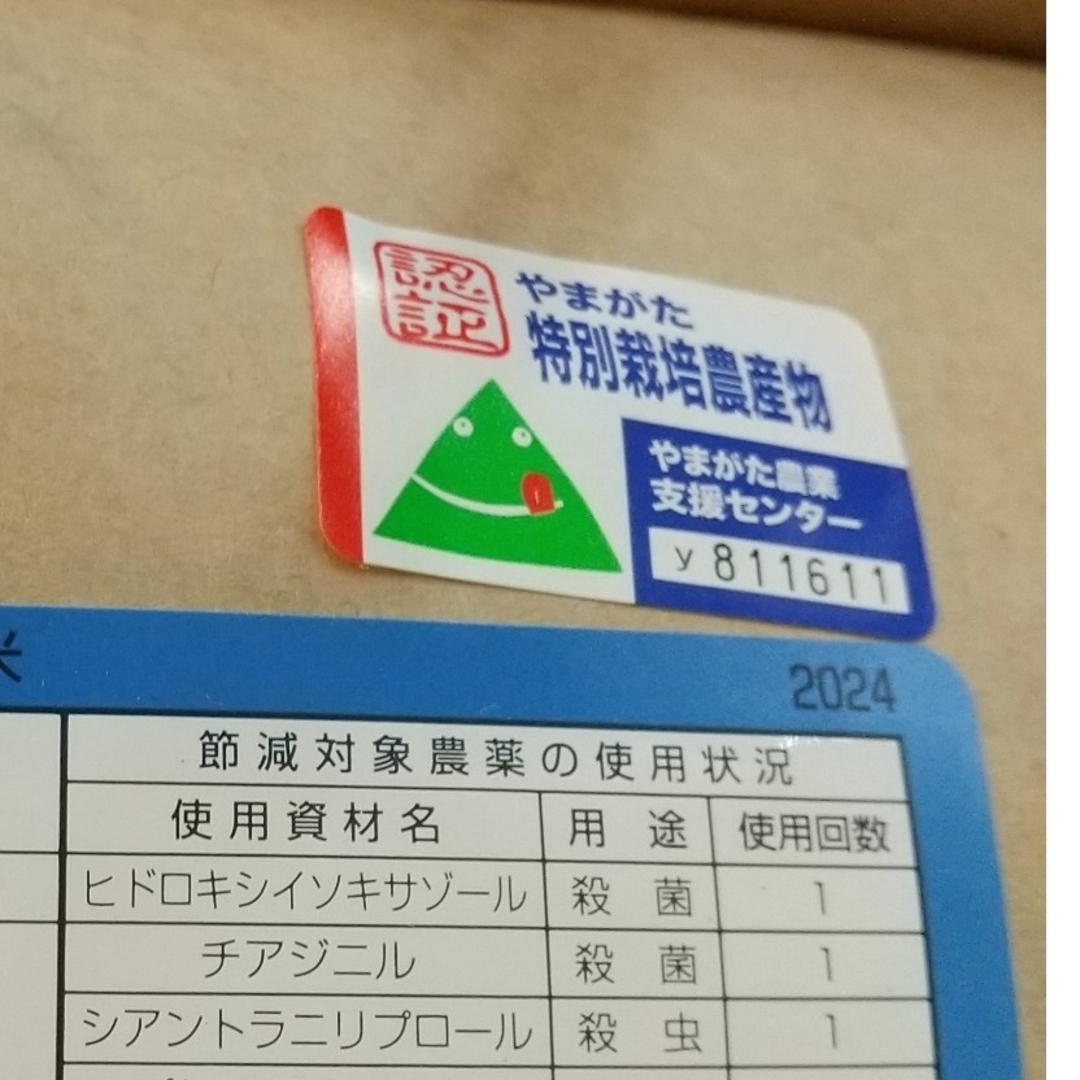 認証
やまがた
特別栽培農産物
やまがた農業
支援センター
y 811611
米 2024
節減対象農薬の使用状況
使用資材名 用途 使用回数
ヒドロキシイソキサゾール 殺菌 1
チアジニル 殺菌 1
シアントラニリプロール 殺虫 1